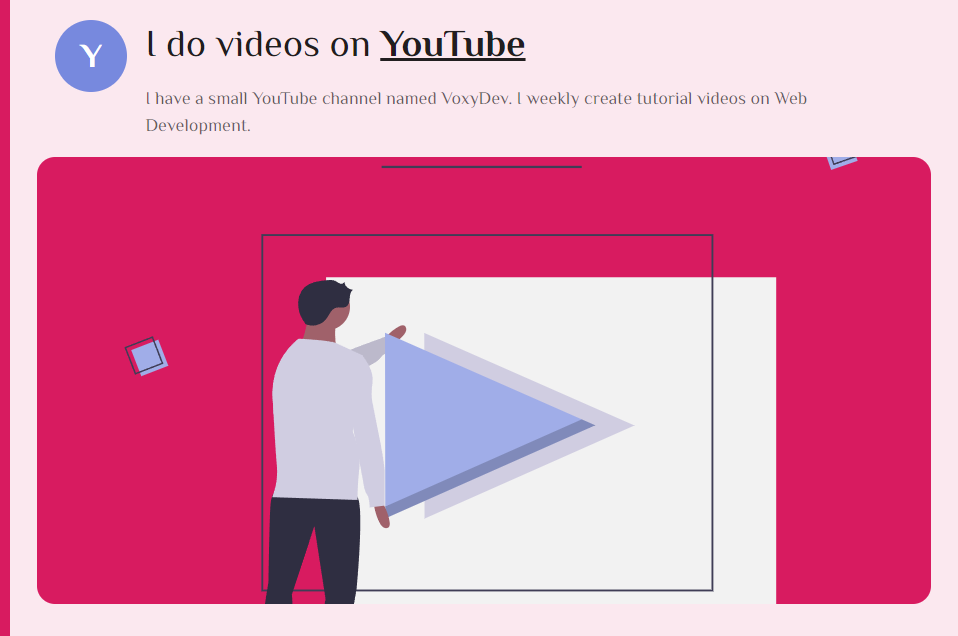 Y
I do videos on YouTube
I have a small YouTube channel named VoxyDev. I weekly create tutorial videos on Web
Development.